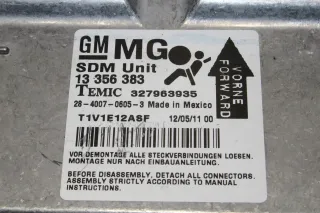 GM MG
SDM Unit
13 356 383
TEMIC 327963935
28-4007-0605-3 Made in Mexico
T1V1E12ASF 12/05/11 00
VORNE
FORWARD
VOR DEMONTAGE ALLE STECKVERBINDUNGEN LOESEN.
MONTAGE NUR NACH EINBAUANLEITUNG.
BEFORE DISASSEMBLY, DETACH ALL CONNECTORS.
ASSEMBLY STRICTLY ACCORDING TO MANUAL
INSTRUCTIONS.